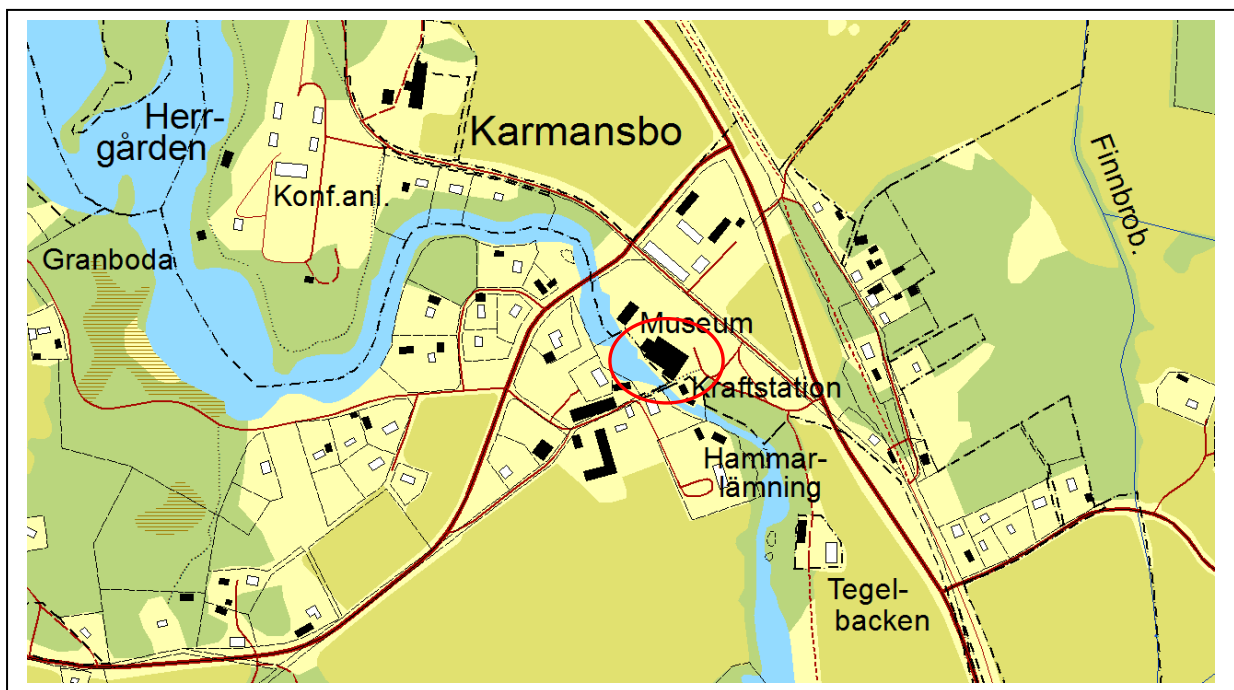 Herr-
gården
Karmansbo
Finnbrob.
Konf.anl.
Granboda
Museum
Kraftstation
Hammar-
lämning
Tegel-
backen